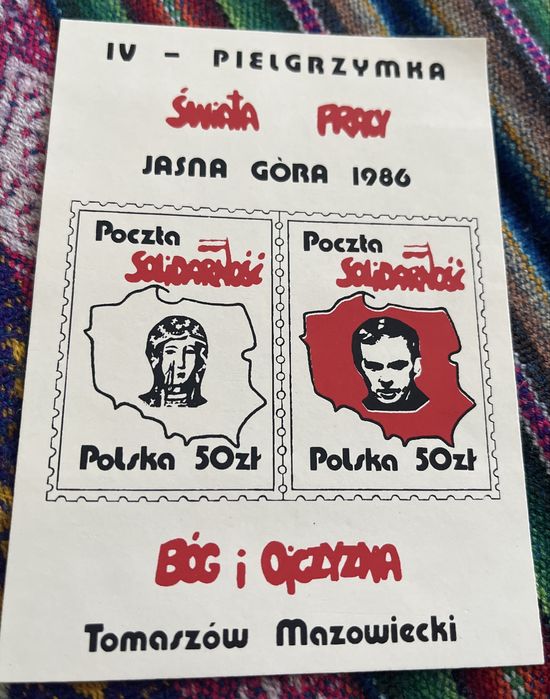 IV - PIELGRZYMKA
ŚWIATA PRACY
JASNA GÒRA 1986
Poczta
SOLIDARNOŚĆ
Polska 50zł
Poczta
SOLIDARNOŚĆ
Polska 50zł
BÓG i OJCZYZNA
Tomaszów Mazowiecki